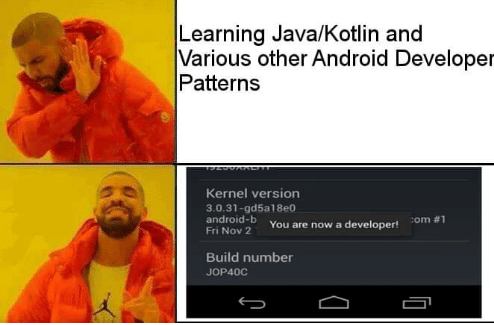 Learning Java/Kotlin and
Various other Android Developer
Patterns
Kernel version
3.0.31-gd5a18e0
android-b
com #1
You are now a developer!
Fri Nov 2
Build number
JOP40C